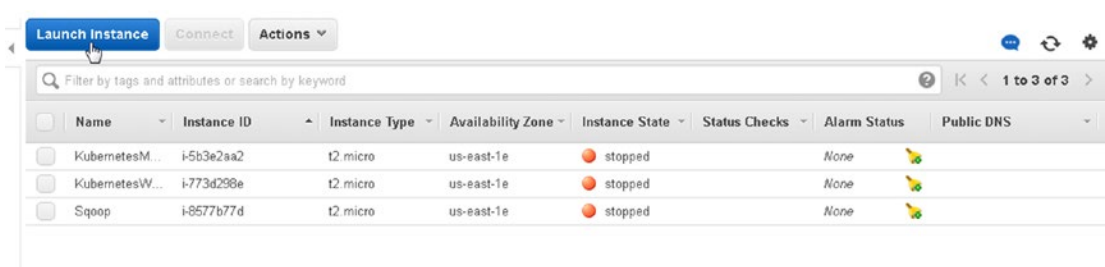 Launch Instance Connect Actions
Filter by tags and attributes or search by keyword 1 to 3 of 3
Name Instance ID Instance Type Availability Zone Instance State Status Checks Alarm Status Public DNS
KubernetesM... i-5b3e2aa2 t2.micro us-east-1e stopped None
KubernetesW... i-773d298e t2.micro us-east-1e stopped None
Sqoop i-8577b77d t2.micro us-east-1e stopped None